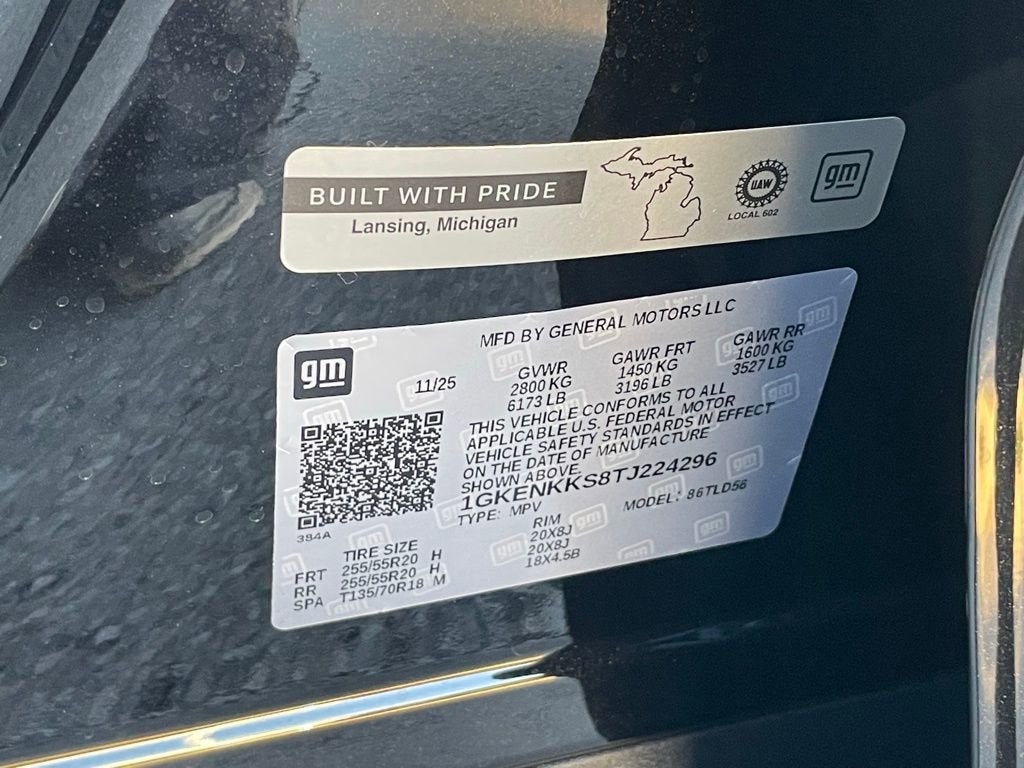 BUILT WITH PRIDE
Lansing, Michigan
UAW
LOCAL 602
gm
MFD BY GENERAL MOTORS LLC
gm
11/25
GVWR
2800 KG
6173 LB
GAWR FRT
1450 KG
3196 LB
GAWR RR
1600 KG
3527 LB
THIS VEHICLE CONFORMS TO ALL
APPLICABLE U.S. FEDERAL MOTOR
VEHICLE SAFETY STANDARDS IN EFFECT
ON THE DATE OF MANUFACTURE
SHOWN ABOVE.
1GKENKKS8TJ224296
TYPE: MPV
MODEL: 86TLD56
384A
TIRE SIZE
RIM
FRT 255/55R20 H 20X8J
RR 255/55R20 H 20X8J
SPA T135/70R18 M 18X4.5B